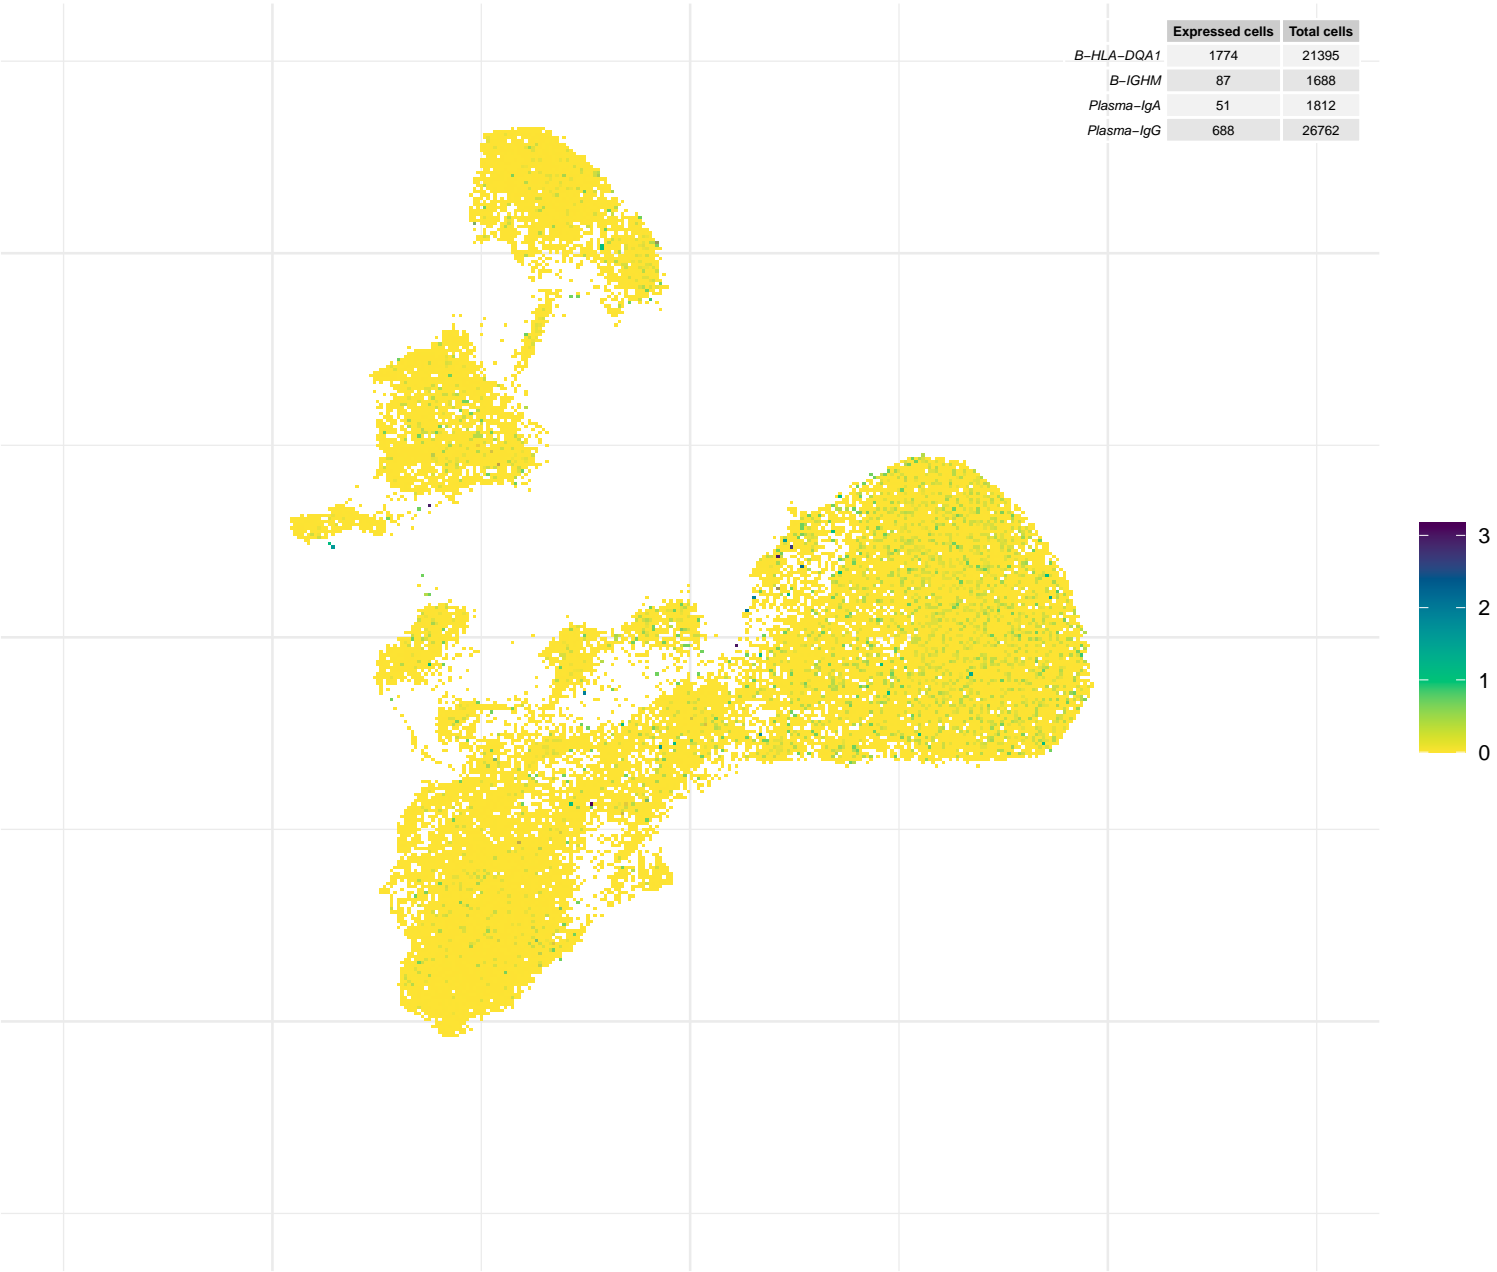 Expressed cells Total cells
B−HLA−DQA1 1774 21395
B−IGHM 87 1688
Plasma−IgA 51 1812
Plasma−IgG 688 26762
3
2
1
0